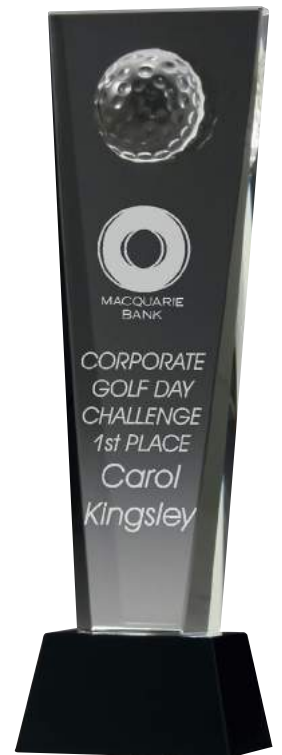 MACQUARIE
BANK
CORPORATE
GOLF DAY
CHALLENGE
1st PLACE
Carol
Kingsley